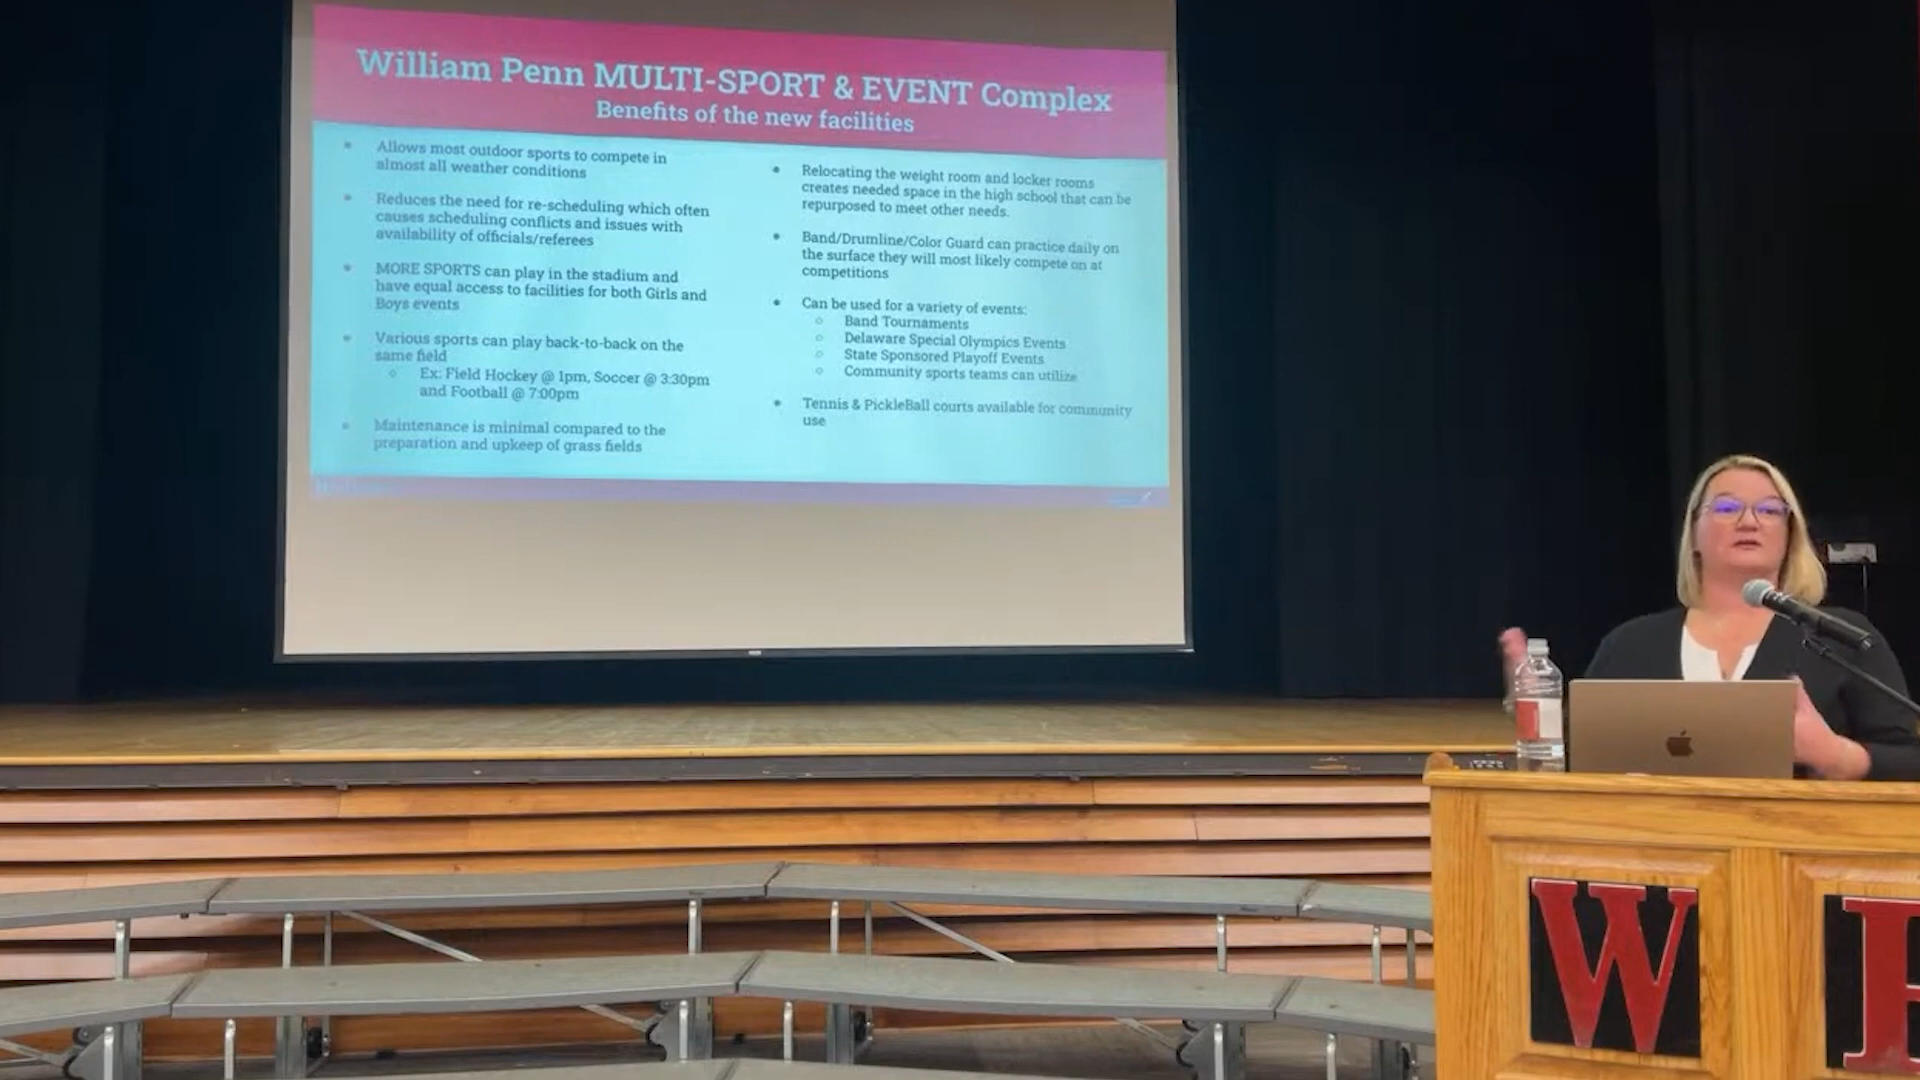 William Penn MULTI-SPORT & EVENT Complex
Benefits of the new facilities
Allows most outdoor sports to compete in
almost all weather conditions
Reduces the need for re-scheduling which often
causes scheduling conflicts and issues with
availability of officials/referees
MORE SPORTS can play in the stadium and
have equal access to facilities for both Girls and
Boys events
Various sports can play back-to-back on the
same field
Ex: Field Hockey @ 1pm, Soccer @ 3:30pm
and Football @ 7:00pm
Maintenance is minimal compared to the
preparation and upkeep of grass fields
Relocating the weight room and locker rooms
creates needed space in the high school that can be
repurposed to meet other needs.
Band/Drumline/Color Guard can practice daily on
the surface they will most likely compete on at
competitions
Can be used for a variety of events:
Band Tournaments
Delaware Special Olympics Events
State Sponsored Playoff Events
Community sports teams can utilize
Tennis & PickleBall courts available for community
use
W